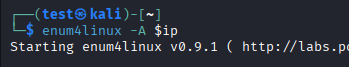 ┌──(test㉿kali)-[~]
└─$ enum4linux -A $ip
Starting enum4linux v0.9.1 ( http://labs.po